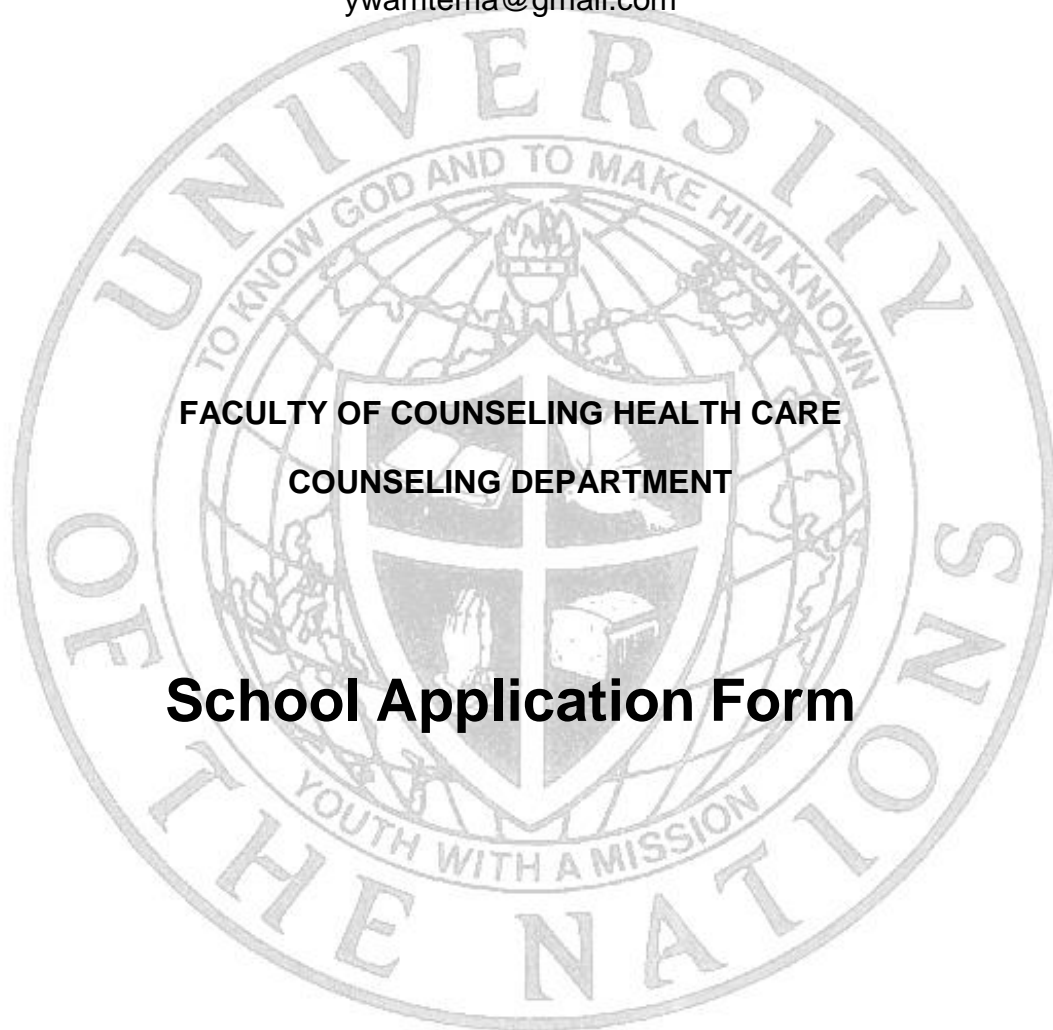 ywamtema@gmail.com
UNIVERSITY
TO KNOW GOD AND TO MAKE HIM KNOWN
FACULTY OF COUNSELING HEALTH CARE
COUNSELING DEPARTMENT
School Application Form
YOUTH WITH A MISSION
OF THE NATIONS